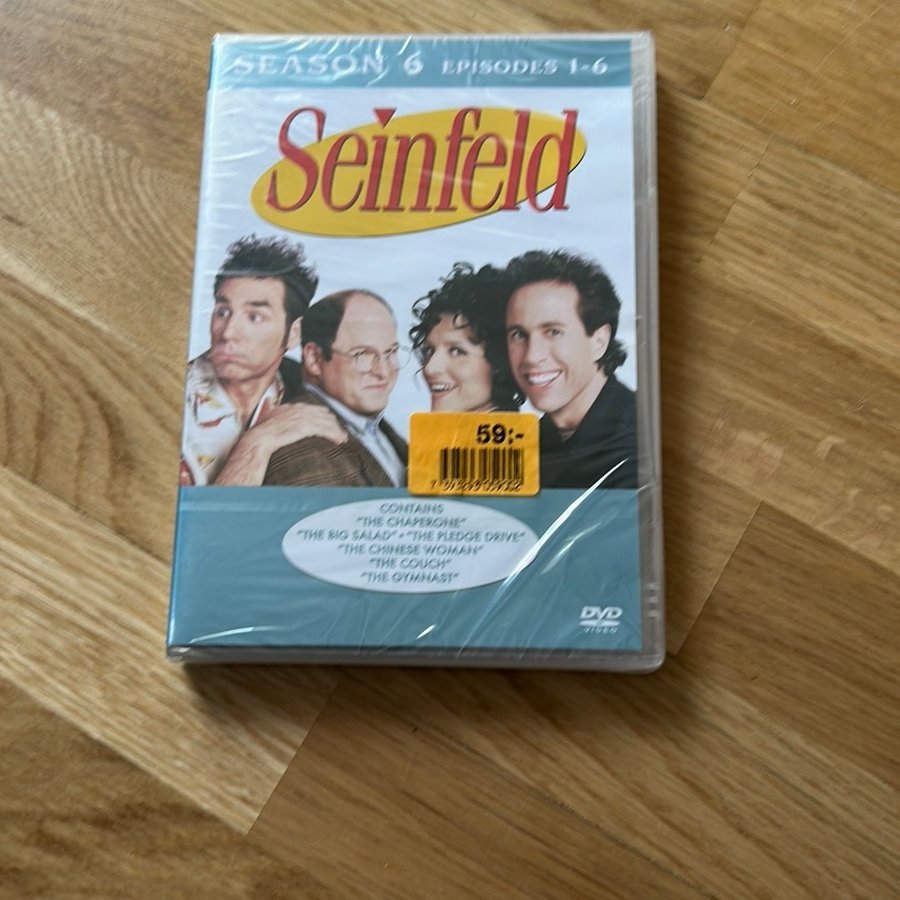 SEASON 6 EPISODES 1-6
Seinfeld
59:-
CONTAINS
"THE CHAPERONE"
"THE BIG SALAD" • "THE PLEDGE DRIVE"
"THE CHINESE WOMAN"
"THE COUCH"
"THE GYMNAST"
DVD
VIDEO